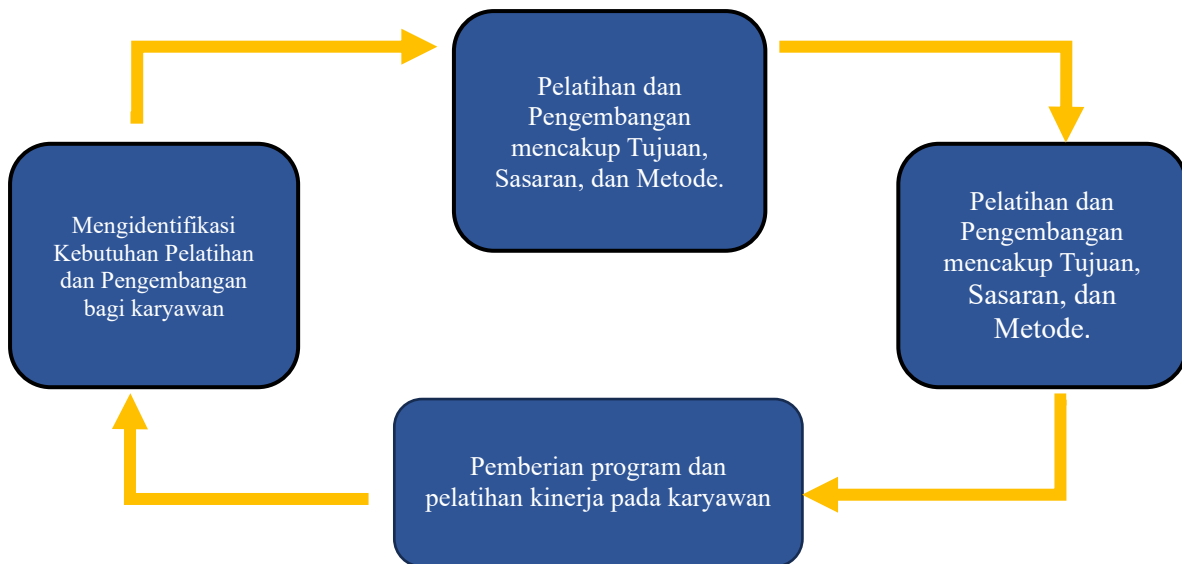 Pelatihan dan
Pengembangan
mencakup Tujuan,
Sasaran, dan Metode.
Mengidentifikasi
Kebutuhan Pelatihan
dan Pengembangan
bagi karyawan
Pelatihan dan
Pengembangan
mencakup Tujuan,
Sasaran, dan
Metode.
Pemberian program dan
pelatihan kinerja pada karyawan